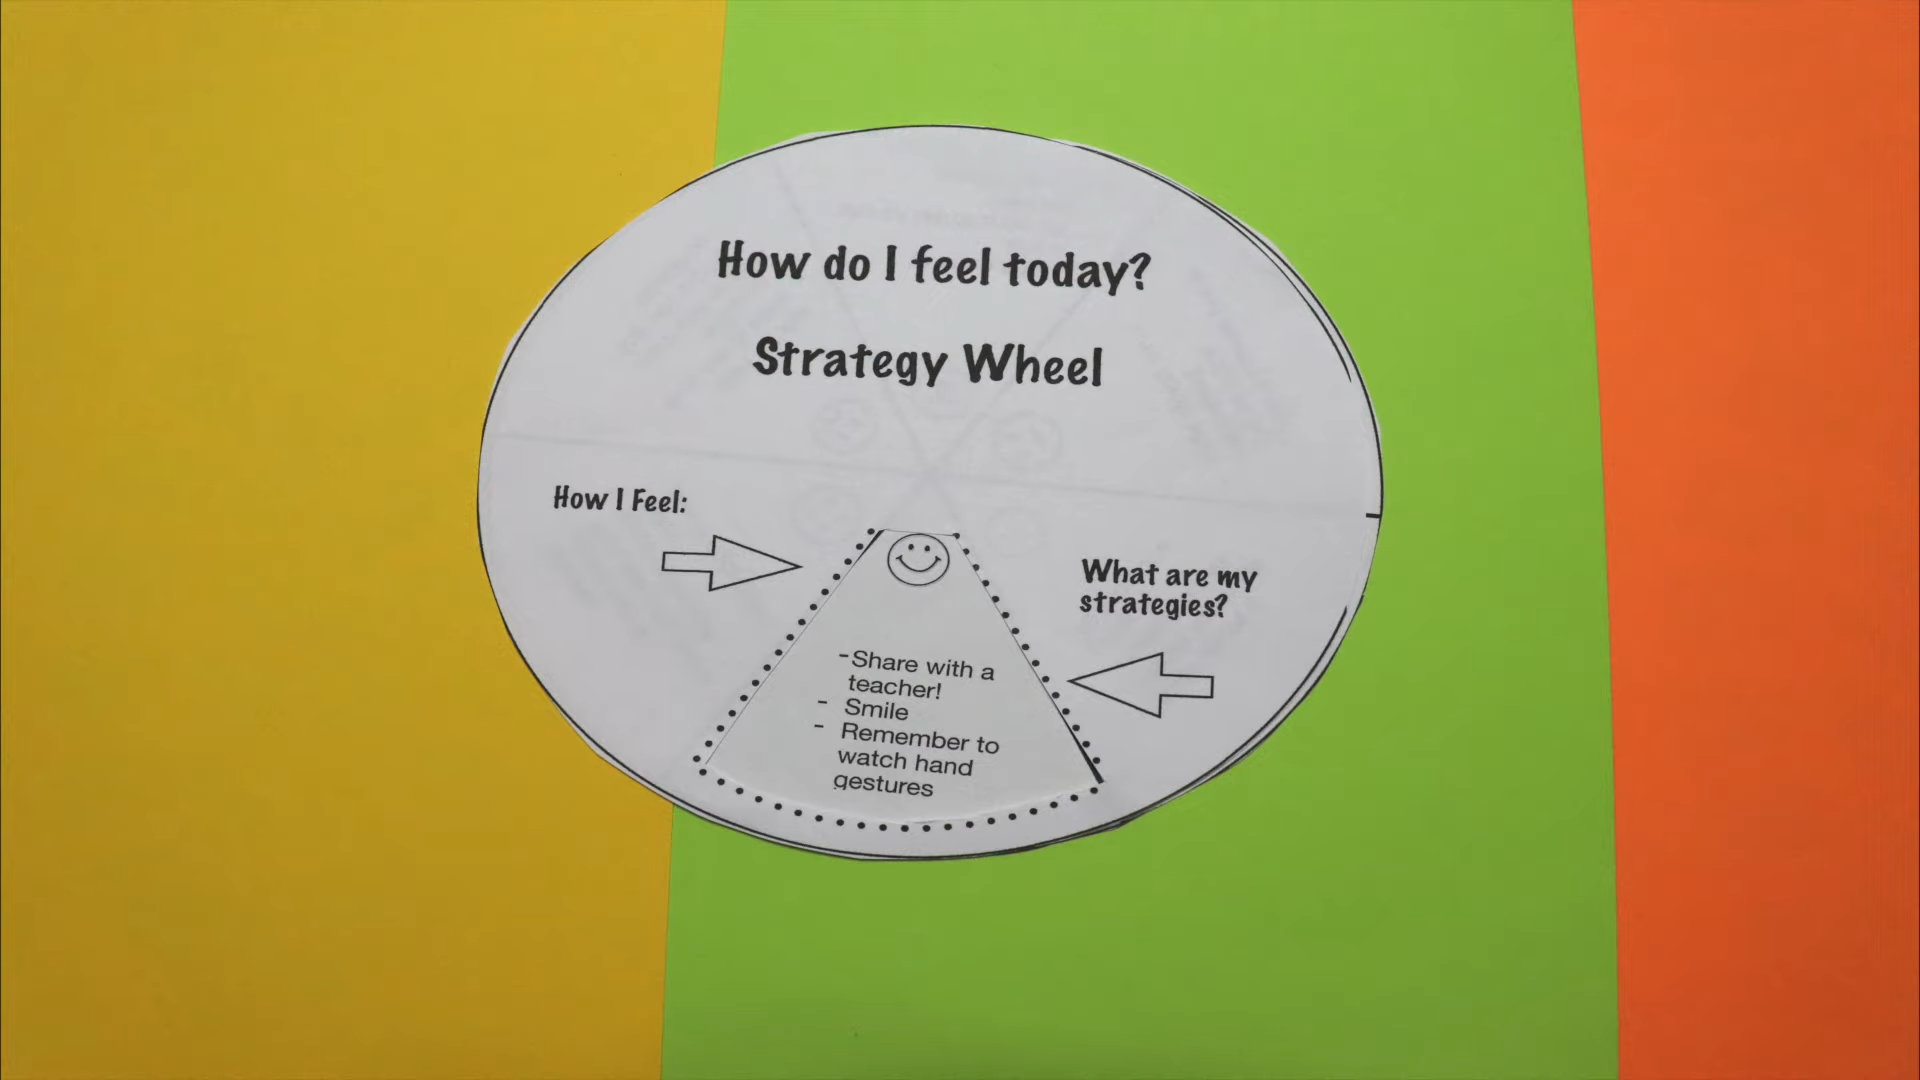 How do I feel today?
Strategy Wheel
How I Feel:
What are my
strategies?
- Share with a
teacher!
- Smile
- Remember to
watch hand
gestures